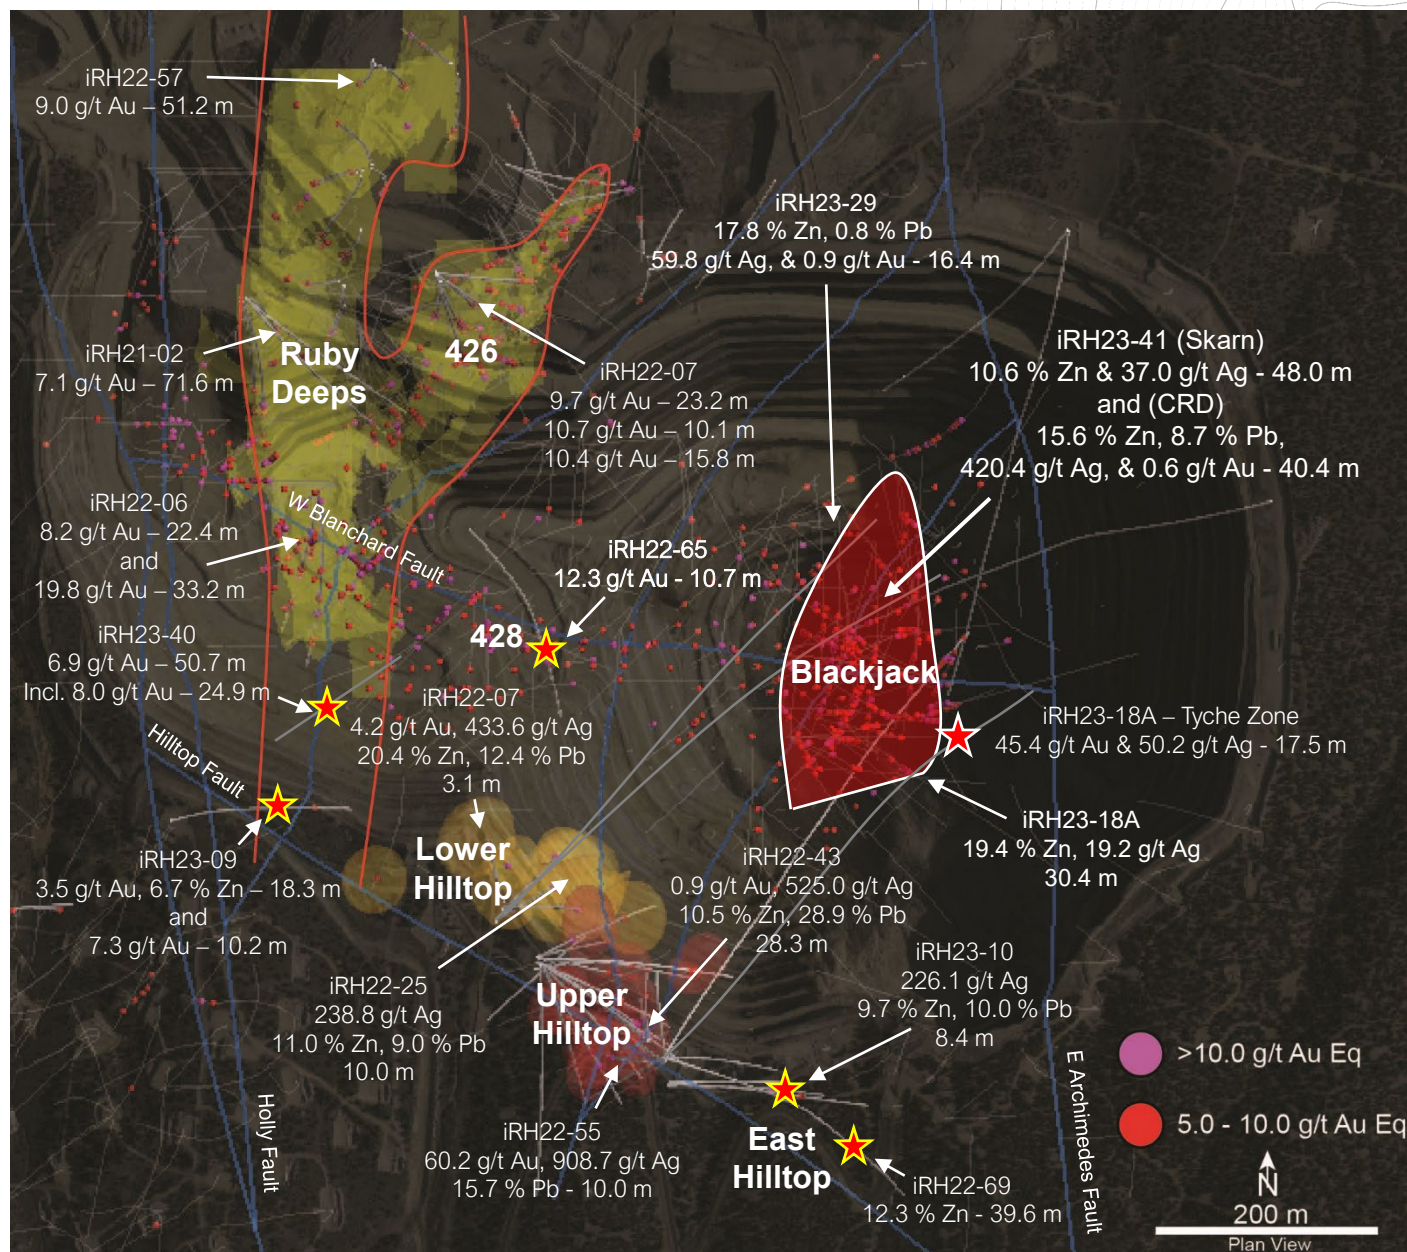 iRH22-57
9.0 g/t Au – 51.2 m
iRH23-29
17.8 % Zn, 0.8 % Pb
59.8 g/t Ag, & 0.9 g/t Au - 16.4 m
iRH21-02
7.1 g/t Au – 71.6 m
Ruby
Deeps
426
iRH22-07
9.7 g/t Au – 23.2 m
10.7 g/t Au – 10.1 m
10.4 g/t Au – 15.8 m
iRH23-41 (Skarn)
10.6 % Zn & 37.0 g/t Ag - 48.0 m
and (CRD)
15.6 % Zn, 8.7 % Pb,
420.4 g/t Ag, & 0.6 g/t Au - 40.4 m
iRH22-06
8.2 g/t Au – 22.4 m
and
19.8 g/t Au – 33.2 m
W Blanchard Fault
iRH22-65
12.3 g/t Au - 10.7 m
428
iRH23-40
6.9 g/t Au – 50.7 m
Incl. 8.0 g/t Au – 24.9 m
Blackjack
iRH22-07
4.2 g/t Au, 433.6 g/t Ag
20.4 % Zn, 12.4 % Pb
3.1 m
iRH23-18A – Tyche Zone
45.4 g/t Au & 50.2 g/t Ag - 17.5 m
Hilltop Fault
iRH23-18A
19.4 % Zn, 19.2 g/t Ag
30.4 m
Lower
Hilltop
iRH23-09
3.5 g/t Au, 6.7 % Zn – 18.3 m
and
7.3 g/t Au – 10.2 m
iRH22-43
0.9 g/t Au, 525.0 g/t Ag
10.5 % Zn, 28.9 % Pb
28.3 m
iRH22-25
238.8 g/t Ag
11.0 % Zn, 9.0 % Pb
10.0 m
Upper
Hilltop
iRH23-10
226.1 g/t Ag
9.7 % Zn, 10.0 % Pb
8.4 m
iRH22-55
60.2 g/t Au, 908.7 g/t Ag
15.7 % Pb - 10.0 m
East
Hilltop
iRH22-69
12.3 % Zn - 39.6 m
Holly Fault
E Archimedes Fault
>10.0 g/t Au Eq
5.0 - 10.0 g/t Au Eq
N
200 m
Plan View